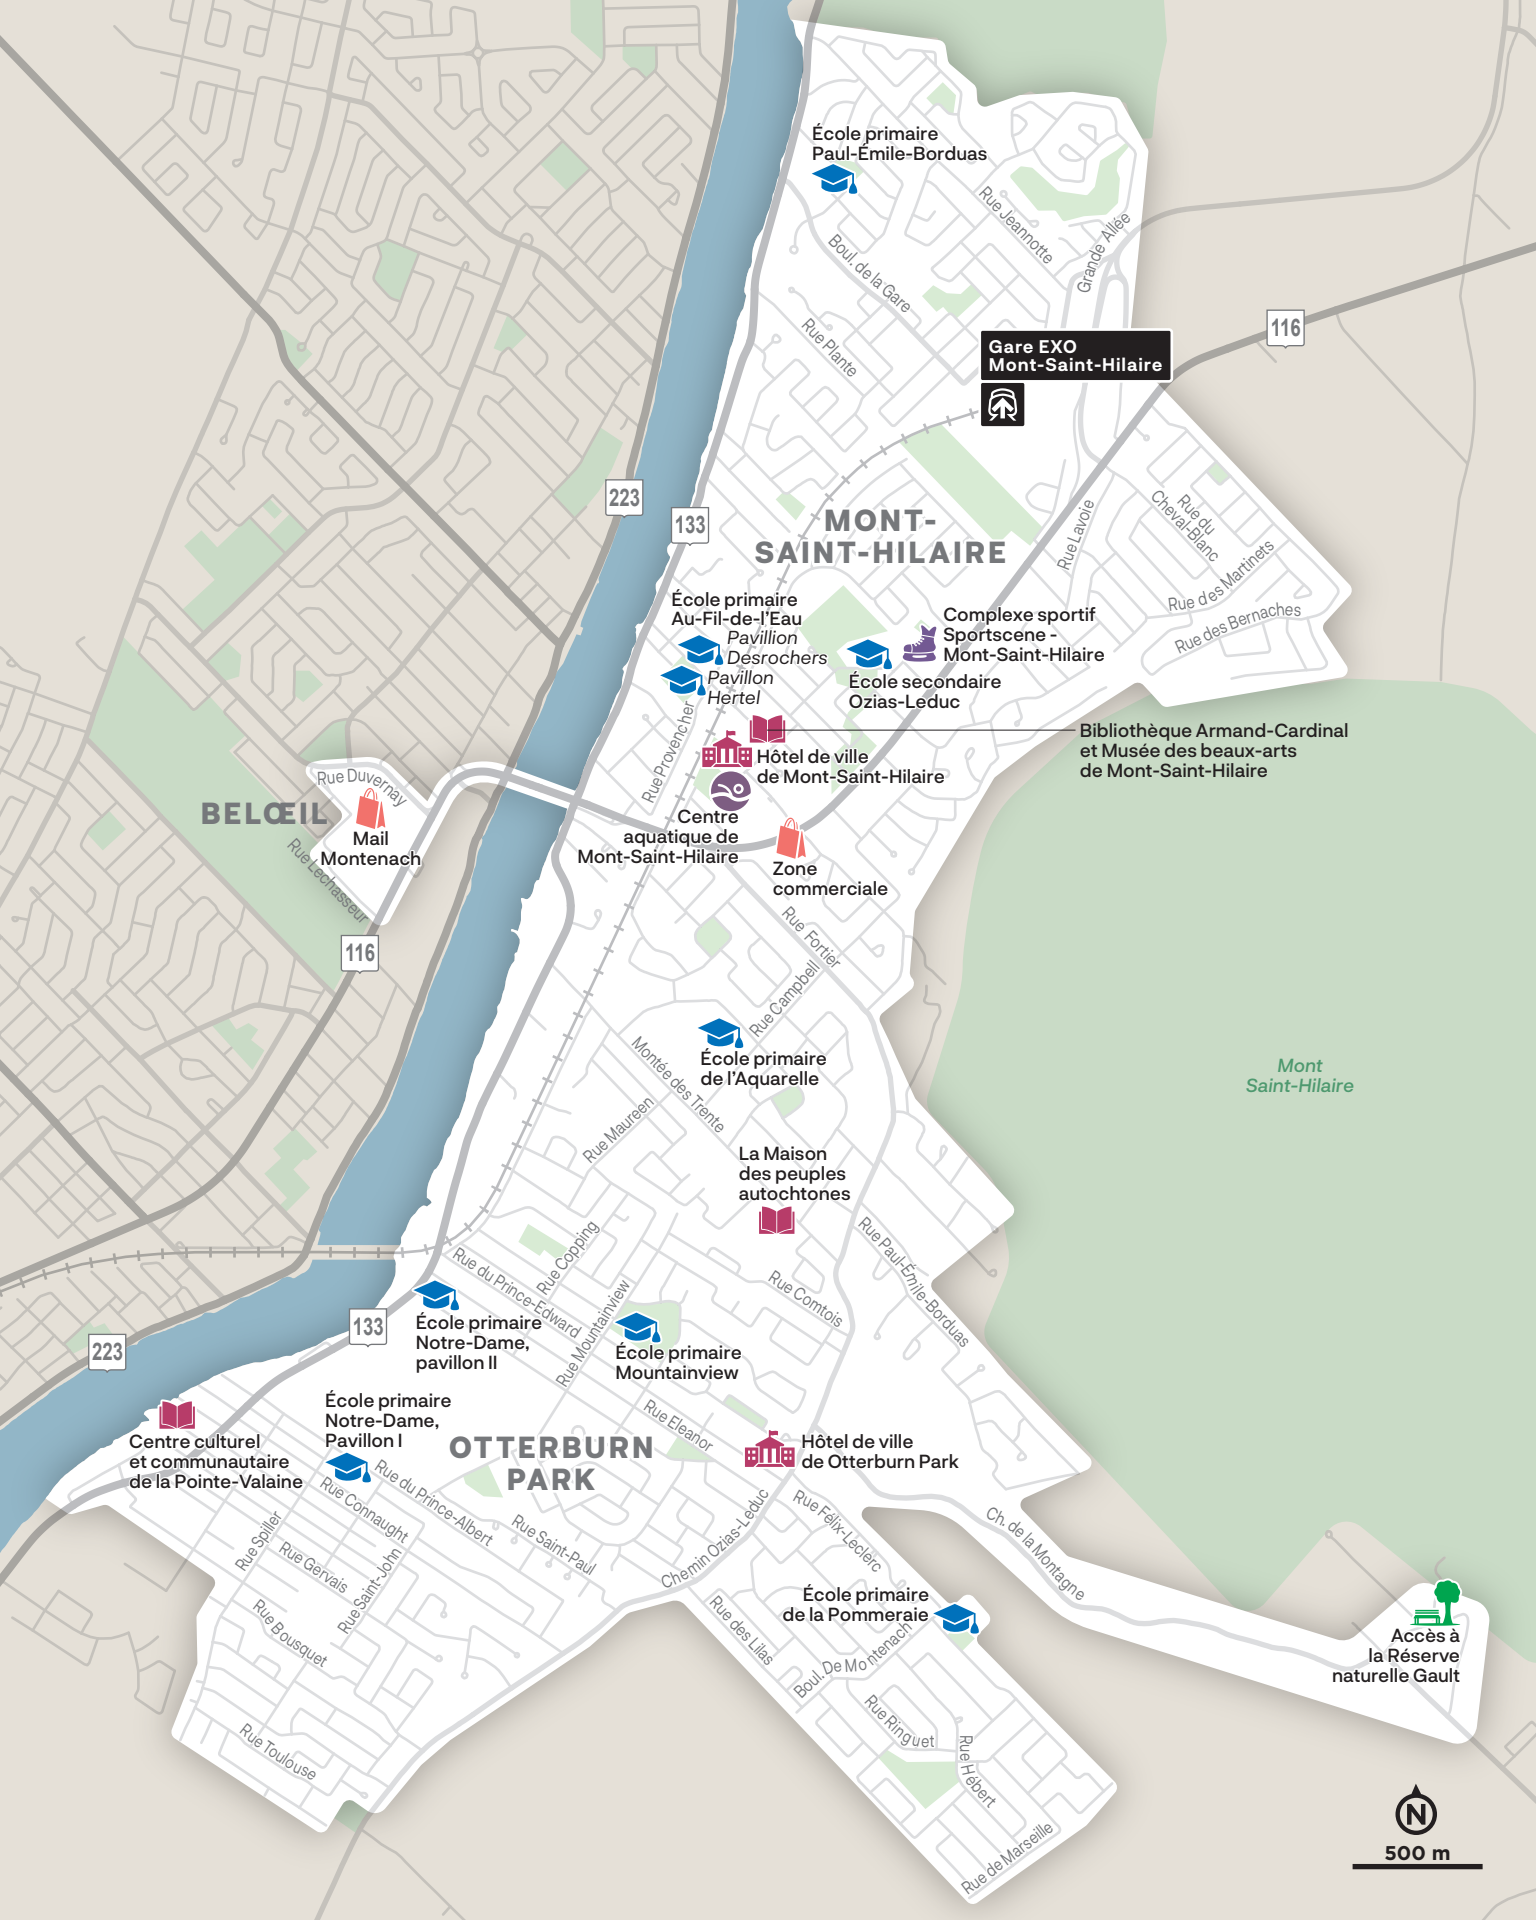 École primaire
Paul-Émile-Borduas
Rue Jeannotte
Grande Allée
Boul. de la Gare
Rue Plante
116
Gare EXO
Mont-Saint-Hilaire
223
133
MONT-
SAINT-HILAIRE
Rue Lavoie
Rue du
Cheval-Blanc
Rue des Martinets
Rue des Bernaches
École primaire
Au-Fil-de-l'Eau
Pavillion
Desrochers
Pavillon
Hertel
Complexe sportif
Sportscene -
Mont-Saint-Hilaire
École secondaire
Ozias-Leduc
Rue Provencher
Bibliothèque Armand-Cardinal
et Musée des beaux-arts
de Mont-Saint-Hilaire
Hôtel de ville
de Mont-Saint-Hilaire
Rue Duvernay
BELŒIL
Mail
Montenach
Rue Lechasseur
Centre
aquatique de
Mont-Saint-Hilaire
Zone
commerciale
116
Rue Fortier
Rue Campbell
École primaire
de l'Aquarelle
Montée des Trente
Rue Maureen
Mont
Saint-Hilaire
La Maison
des peuples
autochtones
Rue Paul-Émile-Borduas
Rue Copping
Rue du Prince-Edward
Rue Mountainview
Rue Comtois
133
223
École primaire
Notre-Dame,
pavillon II
École primaire
Mountainview
École primaire
Notre-Dame,
Pavillon I
Centre culturel
et communautaire
de la Pointe-Valaine
Rue Eleanor
OTTERBURN
PARK
Hôtel de ville
de Otterburn Park
Rue du Prince-Albert
Rue Connaught
Rue Saint-Paul
Rue Spiller
Rue Gervais
Rue Saint-John
Rue Bousquet
Rue Toulouse
Chemin Ozias-Leduc
Rue Félix-Leclerc
Ch. de la Montagne
École primaire
de la Pommeraie
Rue des Lilas
Boul. De Montenach
Rue Ringuet
Rue Hébert
Rue de Marseille
Accès à
la Réserve
naturelle Gault
N
500 m